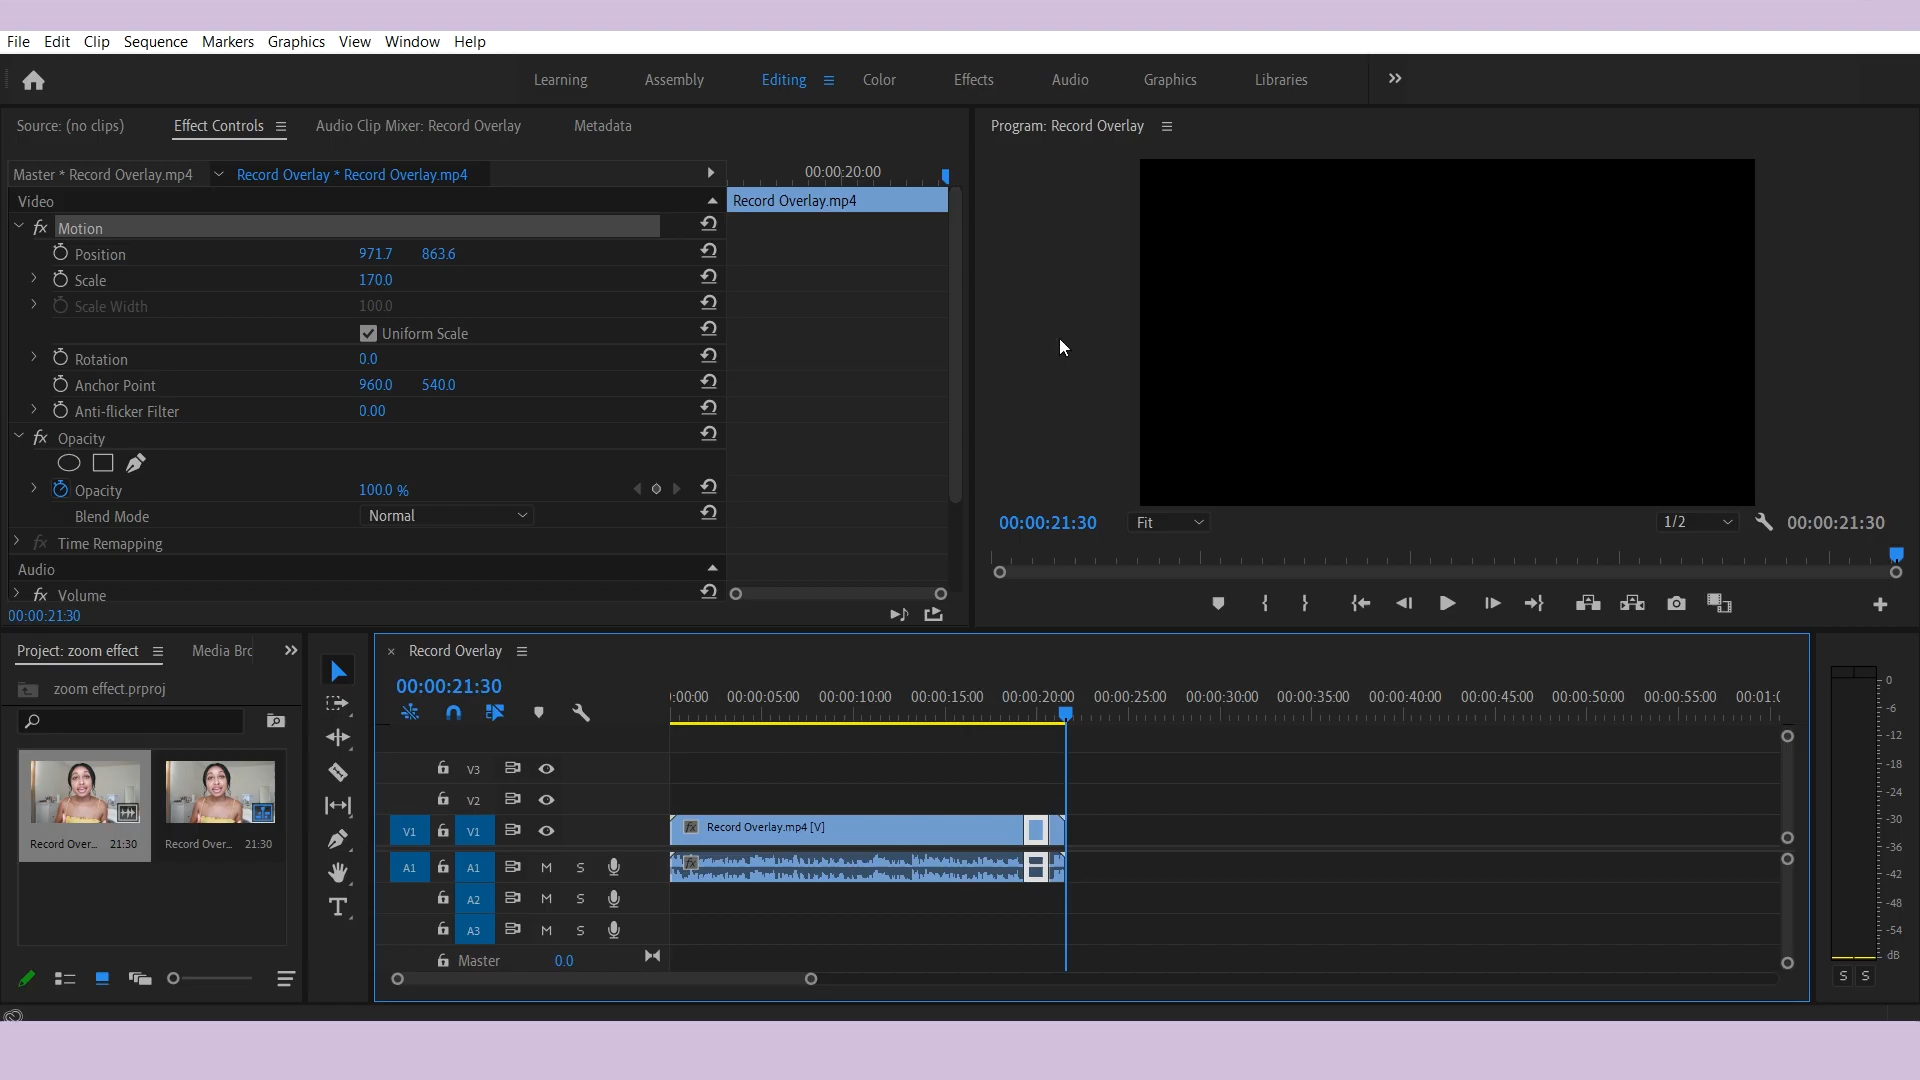 File Edit Clip Sequence Markers Graphics View Window Help
Learning Assembly Editing Color Effects Audio Graphics Libraries
Source: (no clips) Effect Controls Audio Clip Mixer: Record Overlay Metadata
Program: Record Overlay
Master * Record Overlay.mp4 Record Overlay * Record Overlay.mp4
00:00:20:00
Video
Record Overlay.mp4
fx Motion
Position 971.7 863.6
Scale 170.0
Scale Width 100.0
Uniform Scale
Rotation 0.0
Anchor Point 960.0 540.0
Anti-flicker Filter 0.00
fx Opacity
Opacity 100.0 %
Blend Mode Normal
fx Time Remapping
Audio
fx Volume
00:00:21:30
00:00:21:30 Fit 1/2 00:00:21:30
Project: zoom effect Media Brc
zoom effect.prproj
Record Over... 21:30 Record Over... 21:30
× Record Overlay
00:00:21:30
:00:00 00:00:05:00 00:00:10:00 00:00:15:00 00:00:20:00 00:00:25:00 00:00:30:00 00:00:35:00 00:00:40:00 00:00:45:00 00:00:50:00 00:00:55:00 00:01:0
V3
V2
V1 V1 fx Record Overlay.mp4 [V]
A1 A1 M S fx
A2 M S
A3 M S
Master 0.0
0
-6
-12
-18
-24
-30
-36
-42
-48
-54
dB
S S